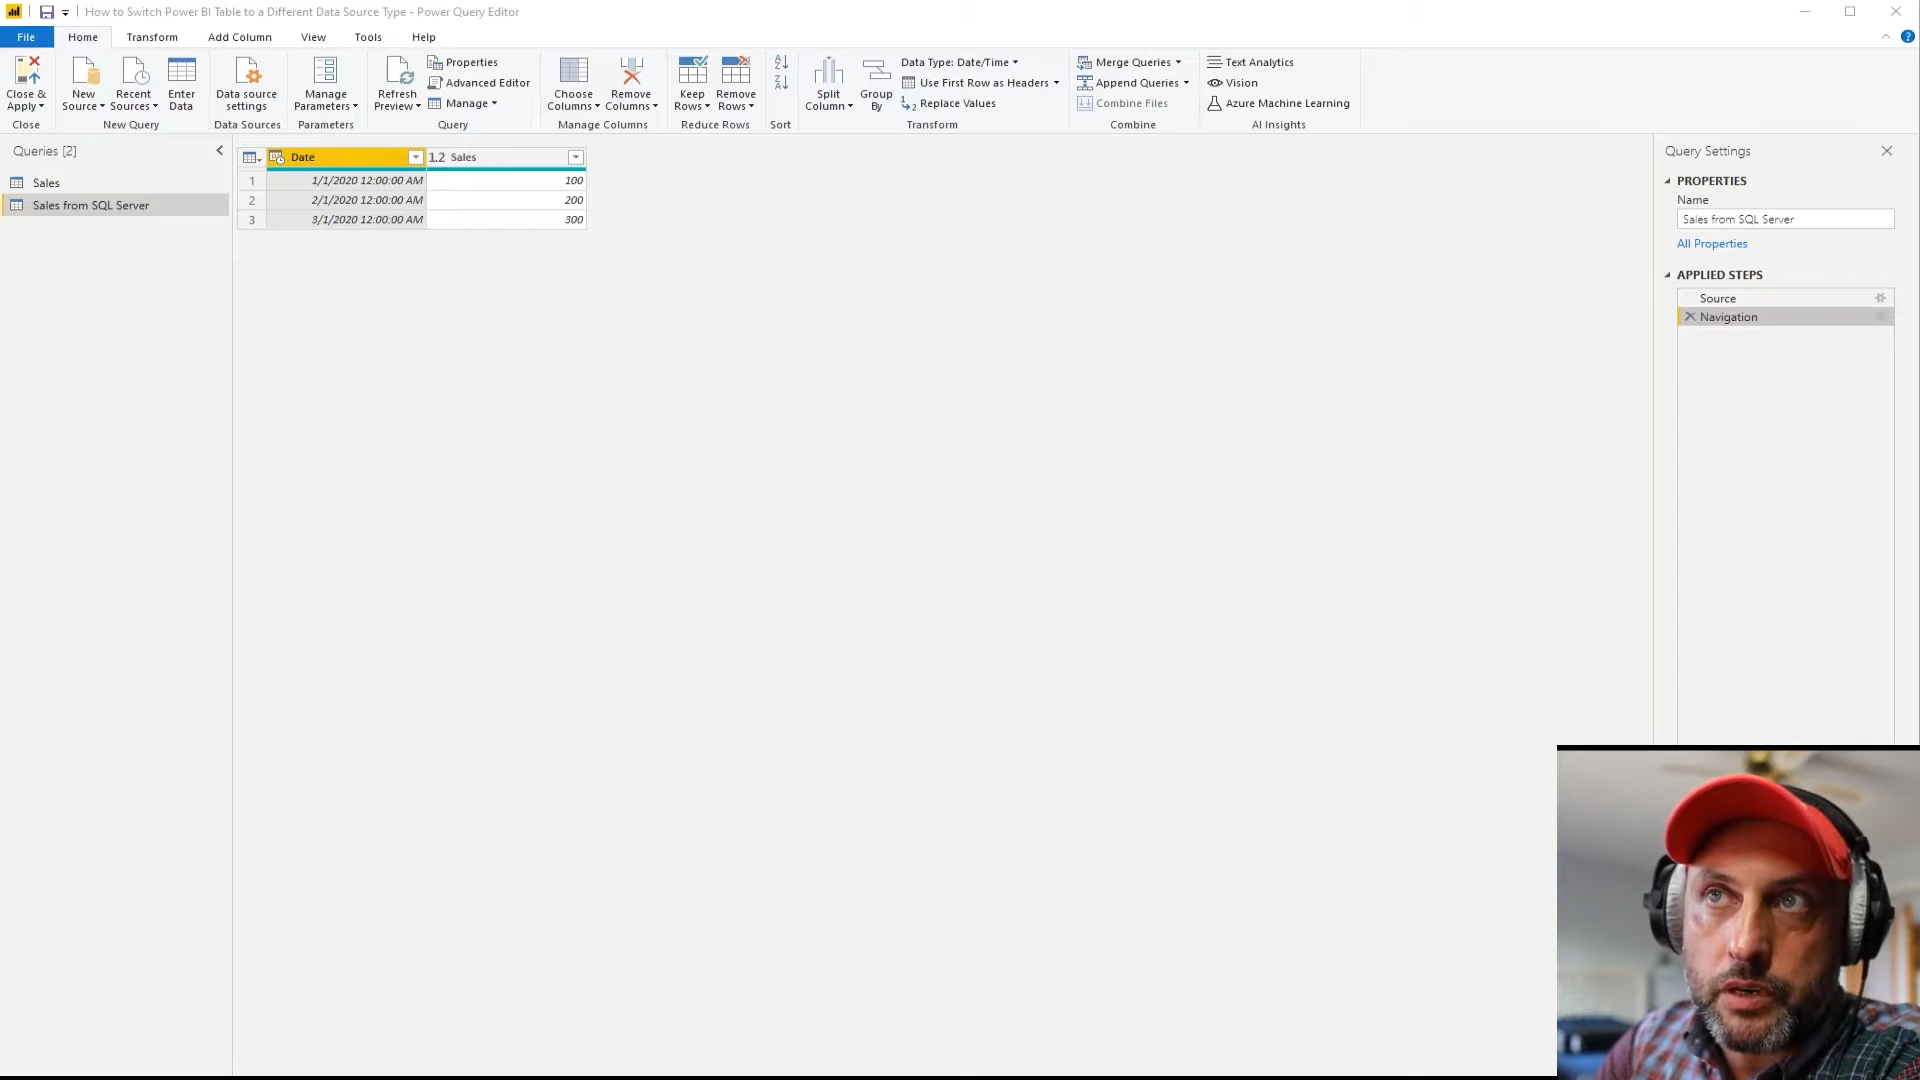 How to Switch Power BI Table to a Different Data Source Type - Power Query Editor
File Home Transform Add Column View Tools Help
Close & Apply
Close
New Source
Recent Sources
Enter Data
New Query
Data source settings
Data Sources
Manage Parameters
Parameters
Refresh Preview
Properties
Advanced Editor
Manage
Query
Choose Columns
Remove Columns
Manage Columns
Keep Rows
Remove Rows
Reduce Rows
Sort
Split Column
Group By
Data Type: Date/Time
Use First Row as Headers
Replace Values
Transform
Merge Queries
Append Queries
Combine Files
Combine
Text Analytics
Vision
Azure Machine Learning
AI Insights
Queries [2]
Sales
Sales from SQL Server
Date 1.2 Sales
1 1/1/2020 12:00:00 AM 100
2 2/1/2020 12:00:00 AM 200
3 3/1/2020 12:00:00 AM 300
Query Settings
PROPERTIES
Name
Sales from SQL Server
All Properties
APPLIED STEPS
Source
Navigation